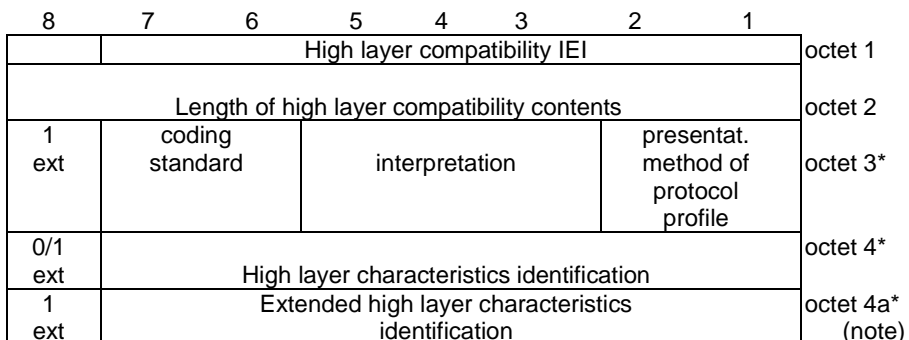 8 7 6 5 4 3 2 1
High layer compatibility IEI octet 1
Length of high layer compatibility contents octet 2
1 coding presentat.
ext standard interpretation method of octet 3*
protocol
profile
0/1 octet 4*
ext High layer characteristics identification
1 Extended high layer characteristics octet 4a*
ext identification (note)